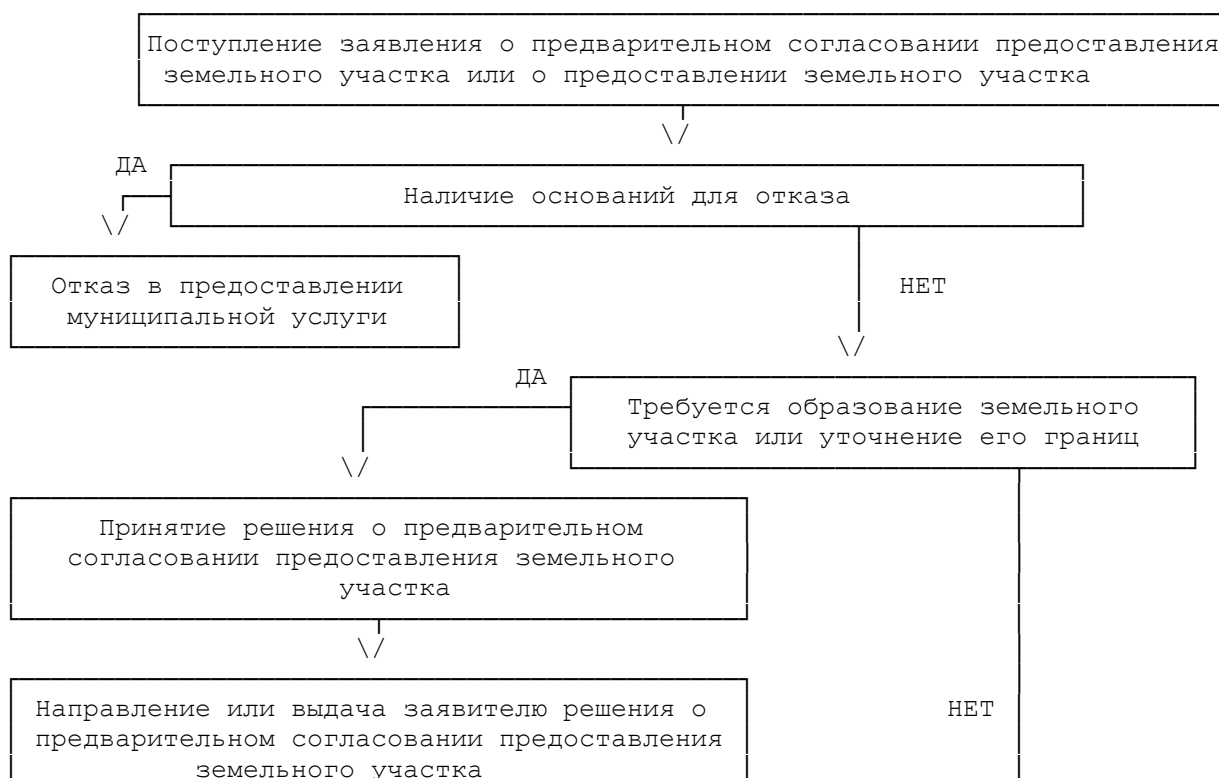 Поступление заявления о предварительном согласовании предоставления
земельного участка или о предоставлении земельного участка
\/
ДА
Наличие оснований для отказа
\/
Отказ в предоставлении
муниципальной услуги
НЕТ
\/
ДА
Требуется образование земельного
участка или уточнение его границ
\/
Принятие решения о предварительном
согласовании предоставления земельного
участка
\/
Направление или выдача заявителю решения о
предварительном согласовании предоставления
земельного участка
НЕТ